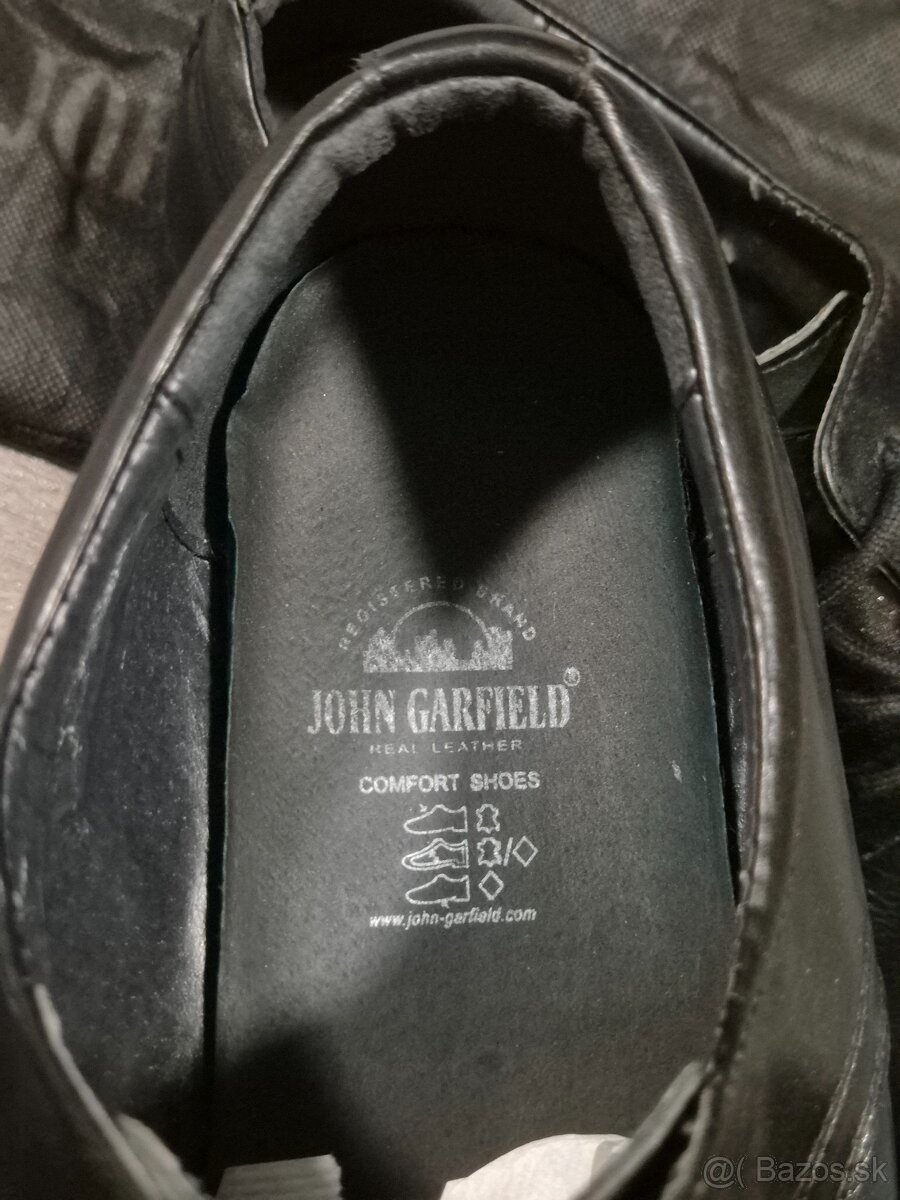 REGISTERED BRAND
JOHN GARFIELD®
REAL LEATHER
COMFORT SHOES
www.john-garfield.com
@( Bazos.sk